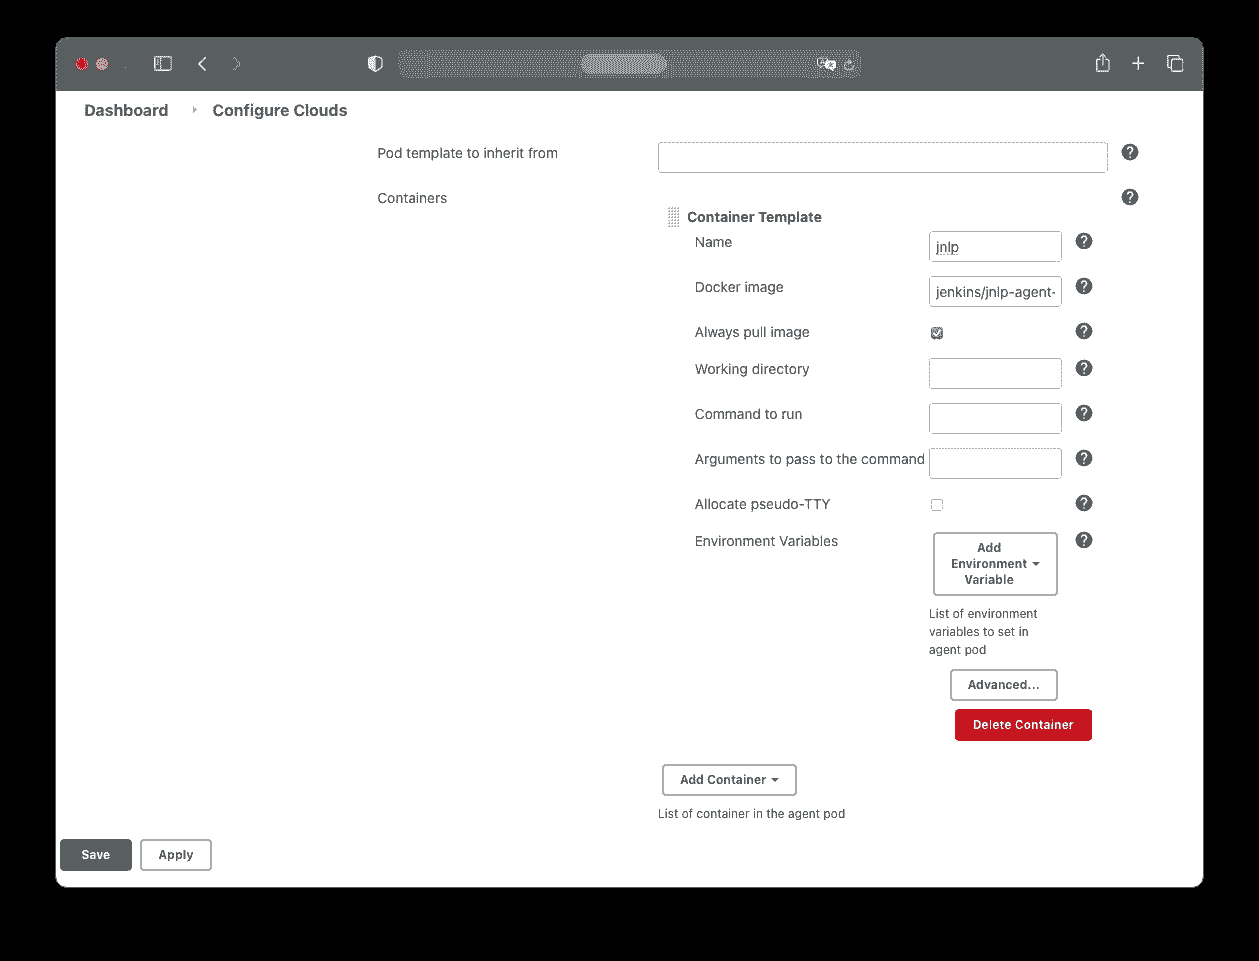 Dashboard
Configure Clouds
Pod template to inherit from
Containers
Container Template
Name
jnlp
Docker image
jenkins/jnlp-agent-
Always pull image
Working directory
Command to run
Arguments to pass to the command
Allocate pseudo-TTY
Environment Variables
Add
Environment
Variable
List of environment
variables to set in
agent pod
Advanced...
Delete Container
Add Container
List of container in the agent pod
Save
Apply